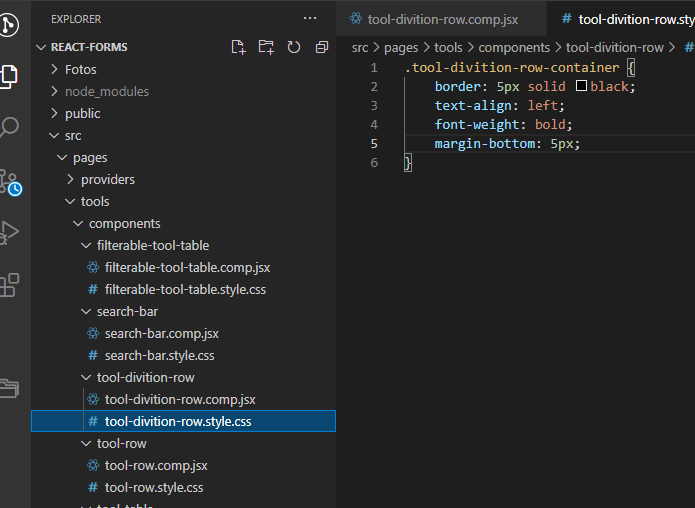 EXPLORER
···
REACT-FORMS
Fotos
node_modules
public
src
pages
providers
tools
components
filterable-tool-table
filterable-tool-table.comp.jsx
# filterable-tool-table.style.css
search-bar
search-bar.comp.jsx
# search-bar.style.css
tool-divition-row
tool-divition-row.comp.jsx
# tool-divition-row.style.css
tool-row
tool-row.comp.jsx
# tool-row.style.css
tool-table
tool-divition-row.comp.jsx
# tool-divition-row.sty
src > pages > tools > components > tool-divition-row > #
1 .tool-divition-row-container {
2 border: 5px solid black;
3 text-align: left;
4 font-weight: bold;
5 margin-bottom: 5px;
6 }